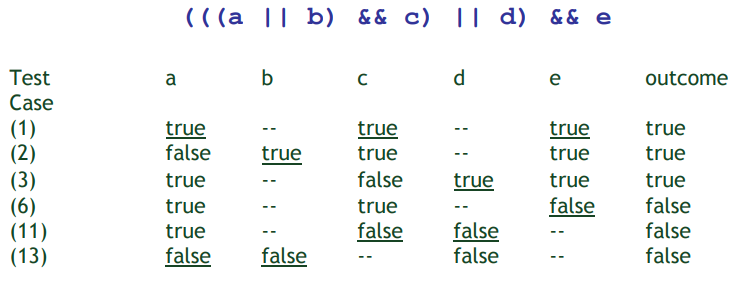 (((a || b) && c) || d) && e
Test a b c d e outcome
Case
(1) true -- true -- true true
(2) false true true -- true true
(3) true -- false true true true
(6) true -- true -- false false
(11) true -- false false -- false
(13) false false -- false -- false